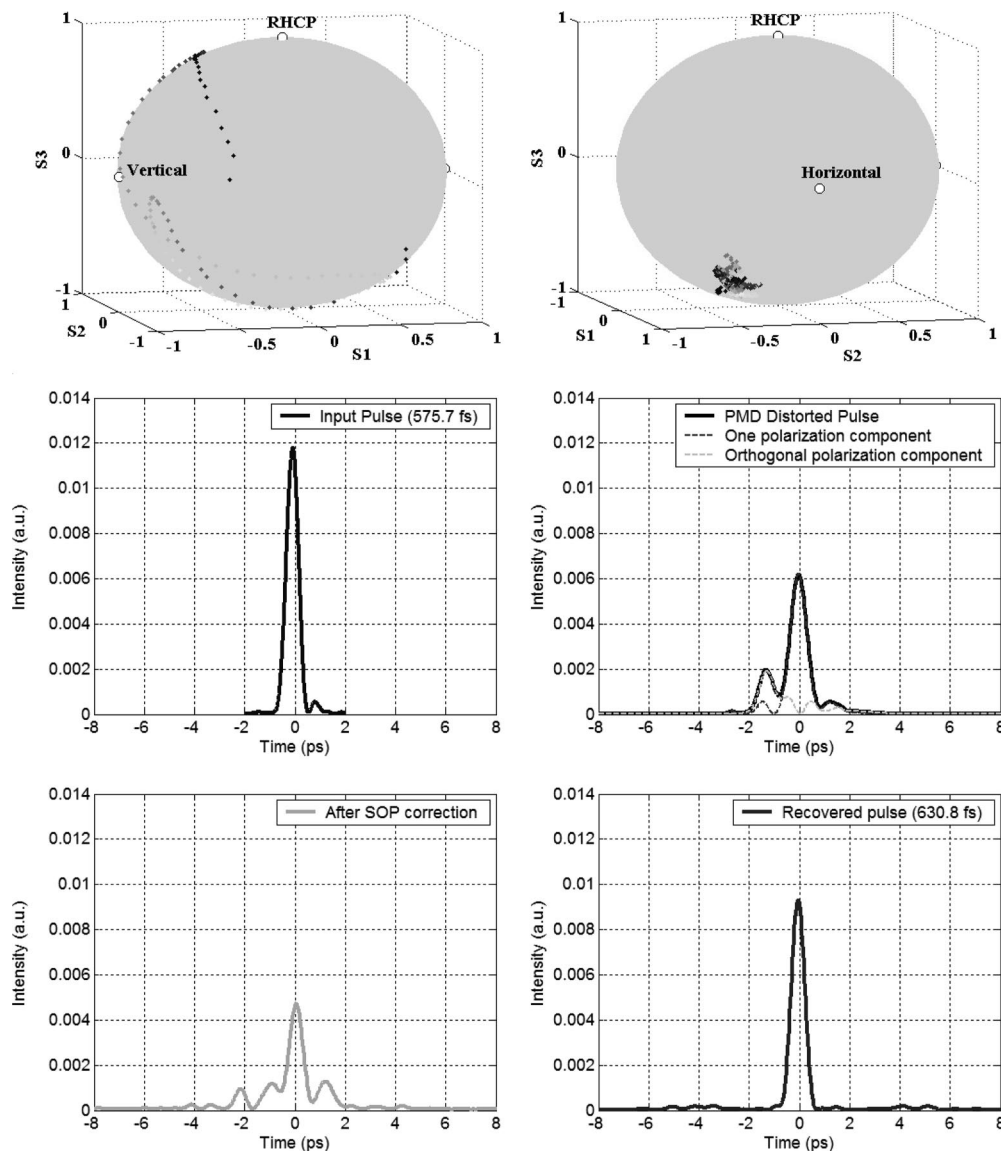 1
RHCP
S3
0
Vertical
-1
1
S2
0
-1
-1
-0.5
0
S1
0.5
1
1
RHCP
S3
0
Horizontal
-1
1
S1
0
-1
-1
-0.5
0
S2
0.5
1
0.014
0.012
0.01
0.008
0.006
0.004
0.002
0
Intensity (a.u.)
Input Pulse (575.7 fs)
-8 -6 -4 -2 0 2 4 6 8
Time (ps)
0.014
0.012
0.01
0.008
0.006
0.004
0.002
0
Intensity (a.u.)
PMD Distorted Pulse
One polarization component
Orthogonal polarization component
-8 -6 -4 -2 0 2 4 6 8
Time (ps)
0.014
0.012
0.01
0.008
0.006
0.004
0.002
0
Intensity (a.u.)
After SOP correction
-8 -6 -4 -2 0 2 4 6 8
Time (ps)
0.014
0.012
0.01
0.008
0.006
0.004
0.002
0
Intensity (a.u.)
Recovered pulse (630.8 fs)
-8 -6 -4 -2 0 2 4 6 8
Time (ps)